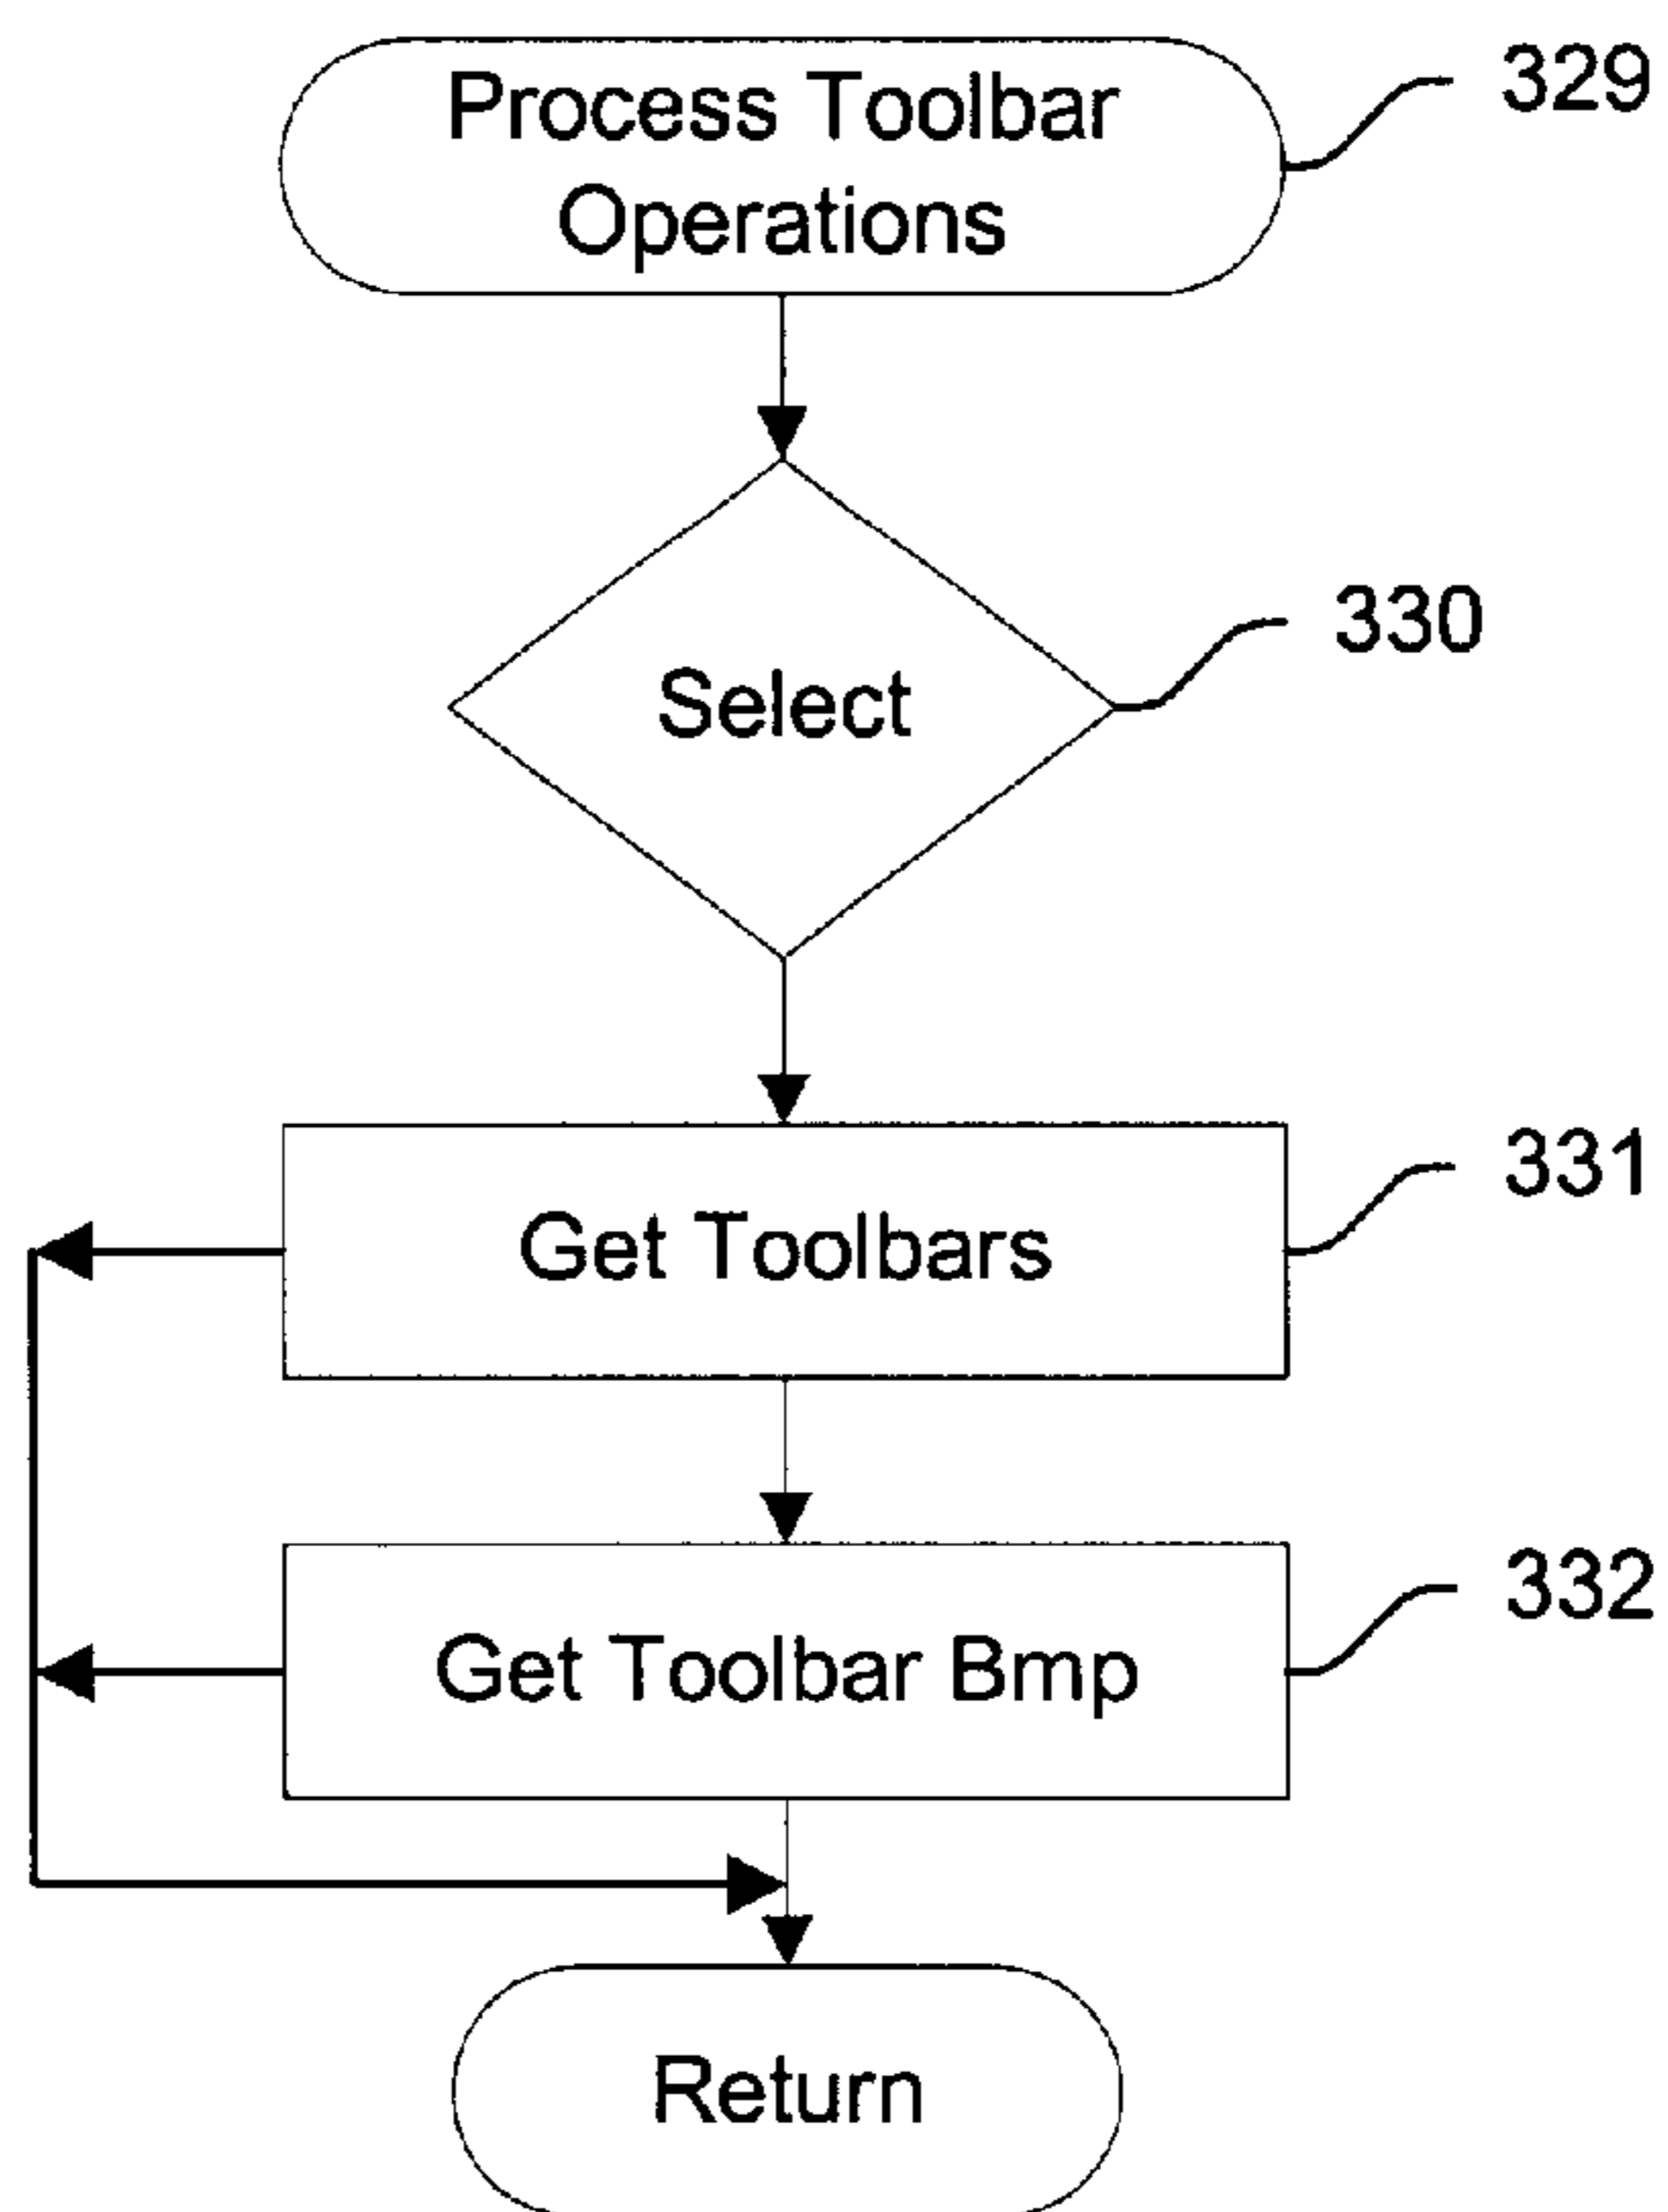 Process Toolbar
Operations
329
Select
330
Get Toolbars
331
Get Toolbar Bmp
332
Return